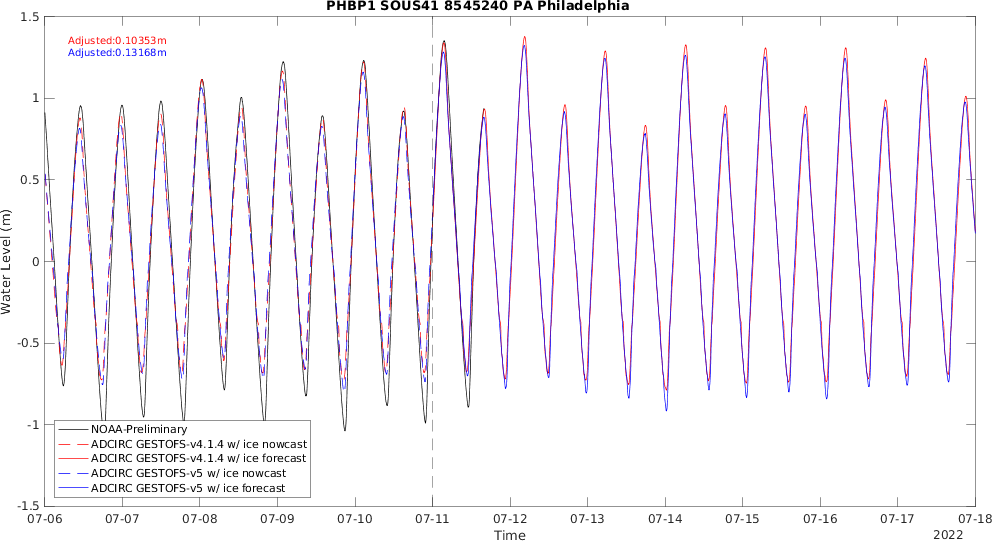 PHBP1 SOUS41 8545240 PA Philadelphia
Adjusted:0.10353m
Adjusted:0.13168m
1.5
1
0.5
0
-0.5
-1
-1.5
Water Level (m)
NOAA-Preliminary
ADCIRC GESTOFS-v4.1.4 w/ ice nowcast
ADCIRC GESTOFS-v4.1.4 w/ ice forecast
ADCIRC GESTOFS-v5 w/ ice nowcast
ADCIRC GESTOFS-v5 w/ ice forecast
07-06 07-07 07-08 07-09 07-10 07-11 07-12 07-13 07-14 07-15 07-16 07-17 07-18
Time
2022